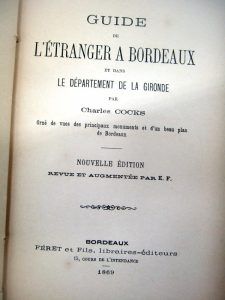 GUIDE
DE
L'ÉTRANGER A BORDEAUX
ET DANS
LE DÉPARTEMENT DE LA GIRONDE
PAR
Charles COCKS
Orné de vues des principaux monuments et d'un beau plan
de Bordeaux
NOUVELLE ÉDITION
REVUE ET AUGMENTÉE PAR E. F.
BORDEAUX
FÉRET et Fils, libraires-éditeurs
15, COURS DE L'INTENDANCE
1869